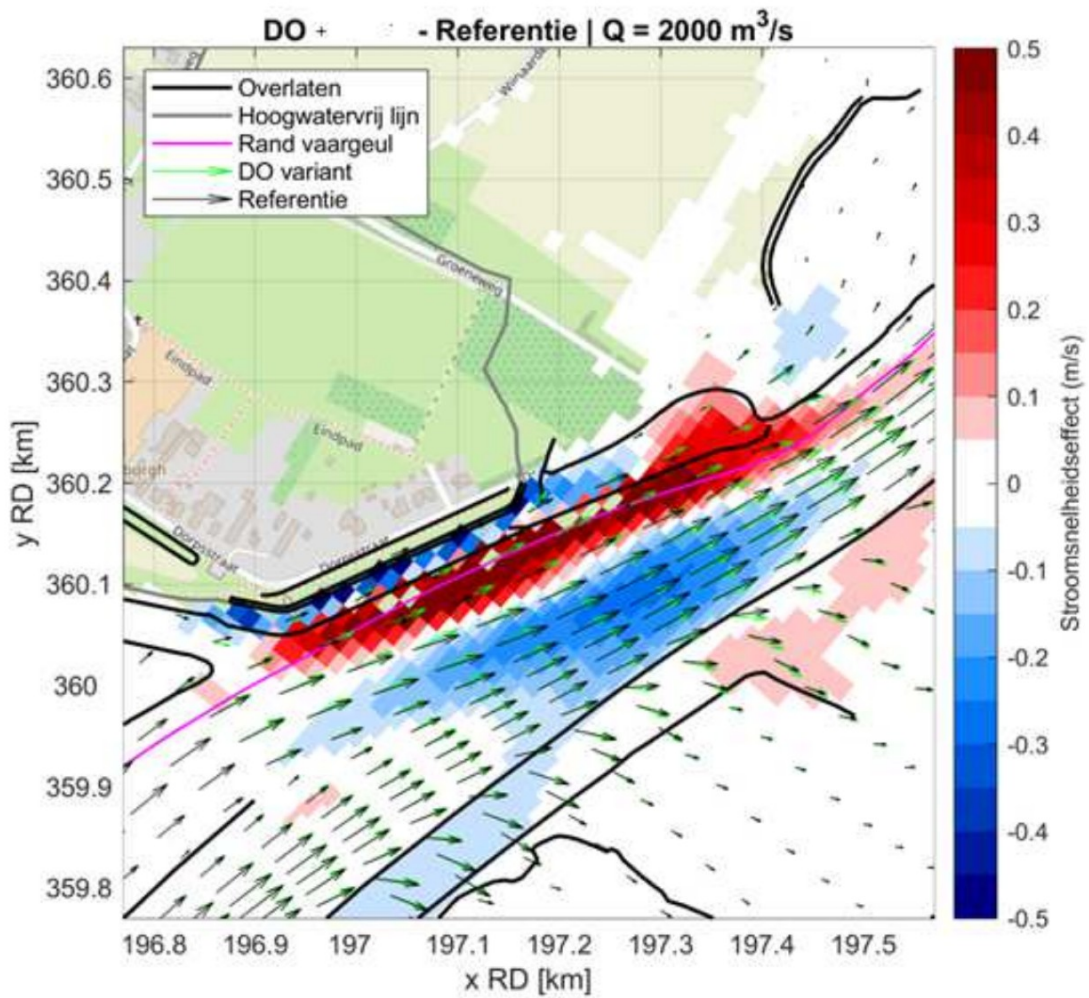 DO + - Referentie | Q = 2000 m³/s
Overlaten
Hoogwatervrij lijn
Rand vaargeul
DO variant
Referentie
Groeneweg
Eindpad
Eindpad
borgh
Dorpsstraat
Dorpsstraat
y RD [km]
360.6
360.5
360.4
360.3
360.2
360.1
360
359.9
359.8
196.8 196.9 197 197.1 197.2 197.3 197.4 197.5
x RD [km]
0.5
0.4
0.3
0.2
0.1
0
-0.1
-0.2
-0.3
-0.4
-0.5
Stroomsnelheidseffect (m/s)